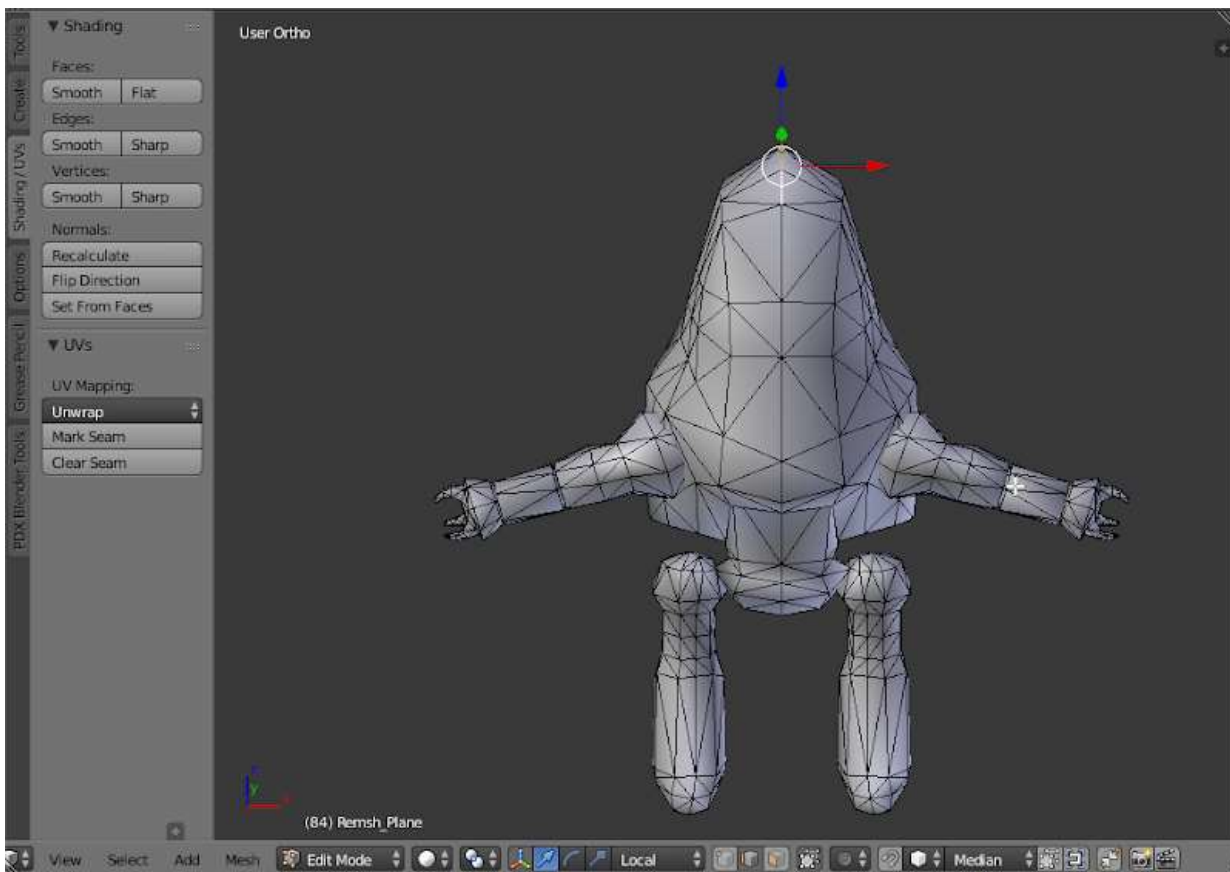 Tools
Create
Shading / UVs
Options
Grease Pencil
PDX Blender Tools
▼ Shading
Faces:
Smooth Flat
Edges:
Smooth Sharp
Vertices:
Smooth Sharp
Normals:
Recalculate
Flip Direction
Set From Faces
▼ UVs
UV Mapping:
Unwrap
Mark Seam
Clear Seam
User Ortho
z
y
x
(84) Remsh_Plane
View Select Add Mesh Edit Mode Local Median